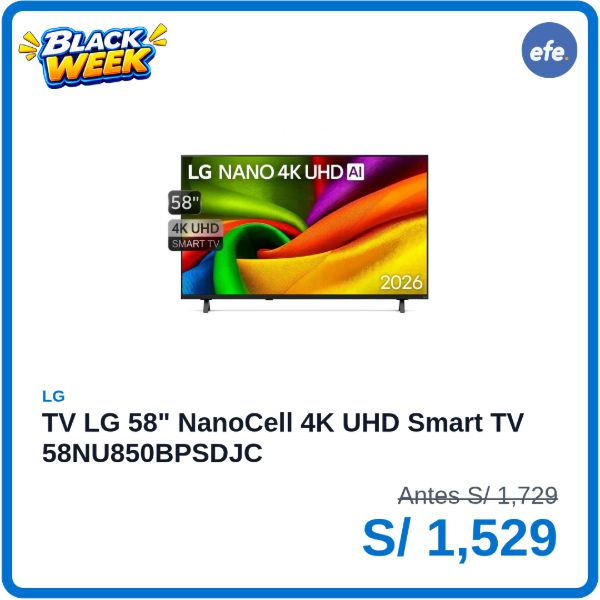 BLACK
WEEK
efe.
LG NANO 4K UHD AI
58"
4K UHD
SMART TV
2026
LG
TV LG 58" NanoCell 4K UHD Smart TV
58NU850BPSDJC
Antes S/ 1,729
S/ 1,529